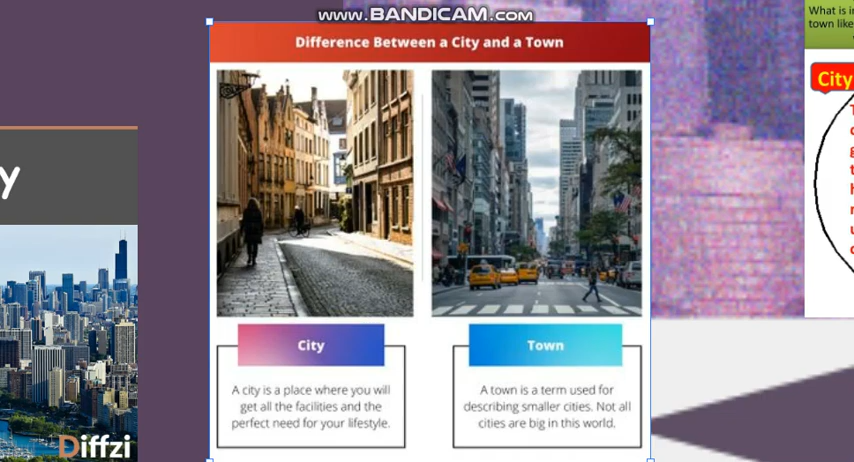 www.BANDICAM.com
Difference Between a City and a Town
City
A city is a place where you will
get all the facilities and the
perfect need for your lifestyle.
Town
A town is a term used for
describing smaller cities. Not all
cities are big in this world.
y
Diffzi
What is i
town like
City